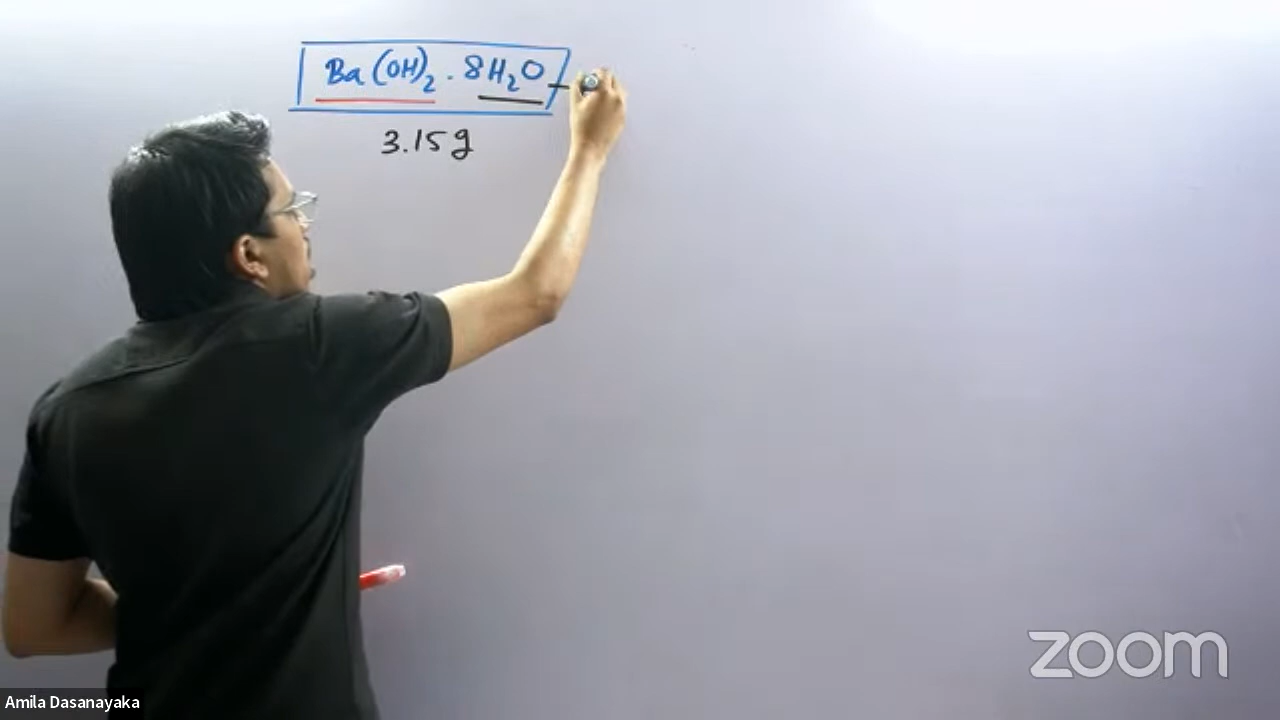 Ba(OH)₂ . 8H₂O
3.15g
zoom
Amila Dasanayaka